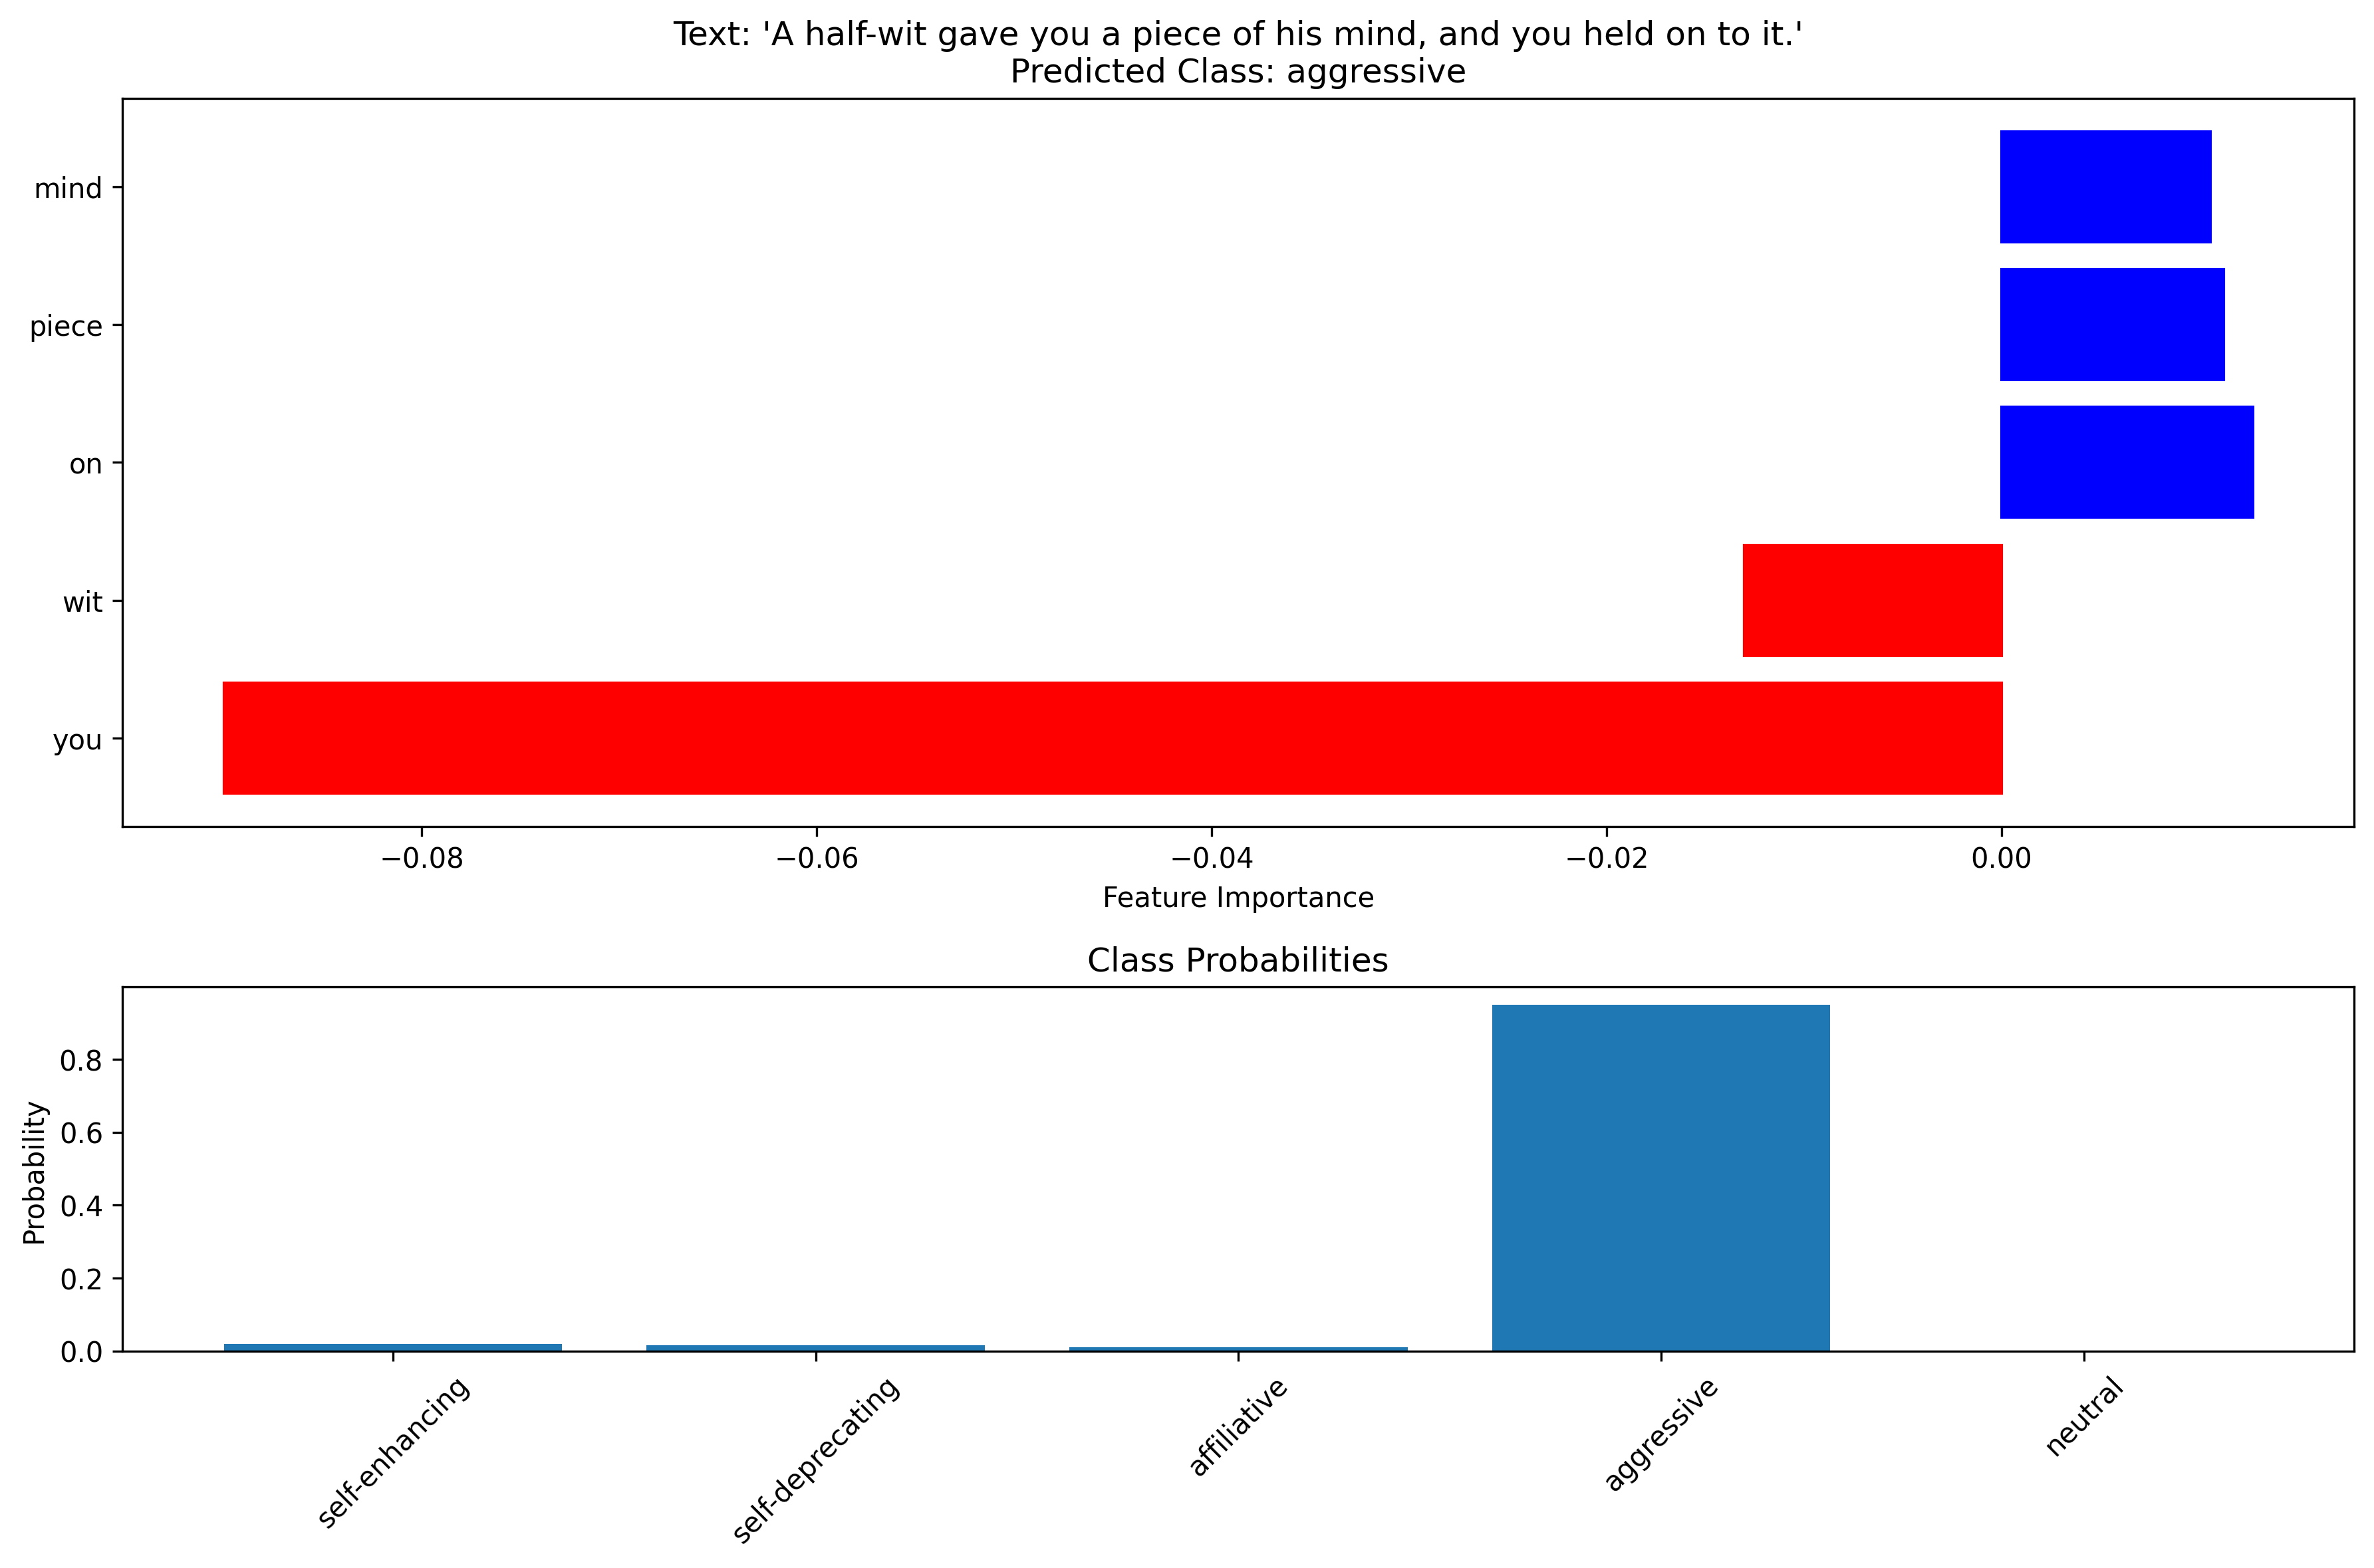 Text: 'A half-wit gave you a piece of his mind, and you held on to it.'
Predicted Class: aggressive
mind
piece
on
wit
you
−0.08
−0.06
−0.04
−0.02
0.00
Feature Importance
Class Probabilities
Probability
0.8
0.6
0.4
0.2
0.0
self-enhancing
self-deprecating
affiliative
aggressive
neutral